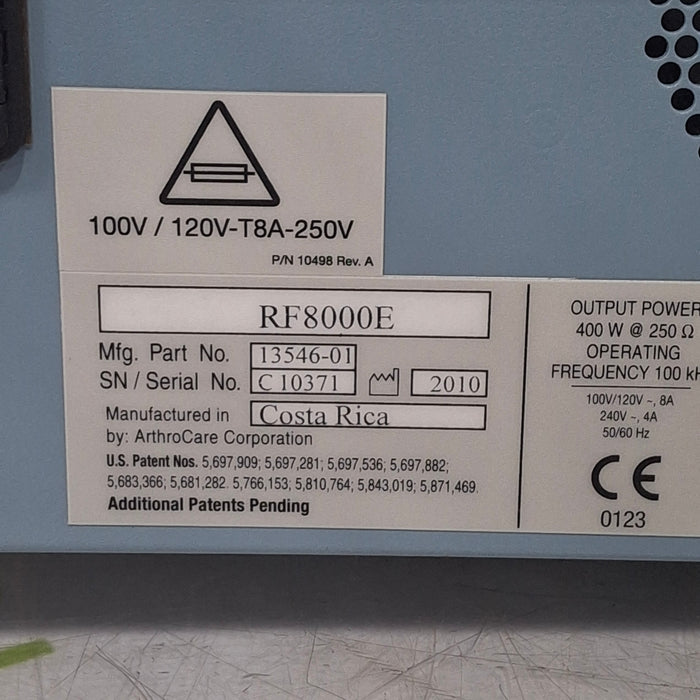 100V / 120V-T8A-250V
P/N 10498 Rev. A
RF8000E
Mfg. Part No. 13546-01
SN / Serial No. C 10371 2010
Manufactured in Costa Rica
by: ArthroCare Corporation
U.S. Patent Nos. 5,697,909; 5,697,281; 5,697,536; 5,697,882;
5,683,366; 5,681,282. 5,766,153; 5,810,764; 5,843,019; 5,871,469.
Additional Patents Pending
OUTPUT POWER
400 W @ 250 Ω
OPERATING
FREQUENCY 100 kH
100V/120V ~, 8A
240V ~, 4A
50/60 Hz
CE
0123